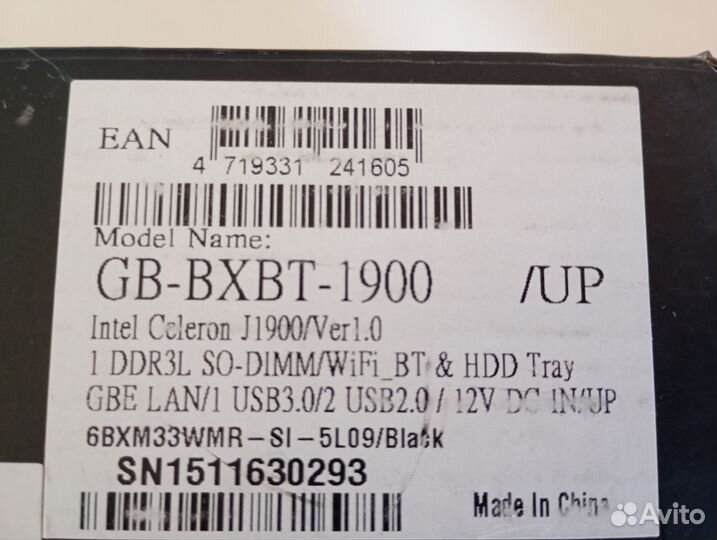 EAN
4 719331 241605
Model Name:
GB-BXBT-1900 /UP
Intel Celeron J1900/Ver1.0
1 DDR3L SO-DIMM/WiFi_BT & HDD Tray
GBE LAN/1 USB3.0/2 USB2.0 / 12V DC IN/UP
6BXM33WMR-SI-5L09/Black
SN1511630293
Made In China
Avito